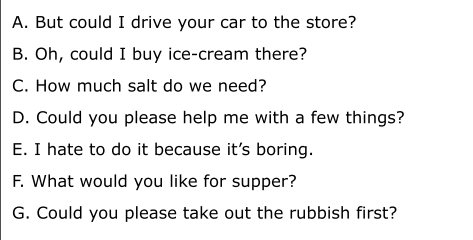 A. But could I drive your car to the store?
B. Oh, could I buy ice-cream there?
C. How much salt do we need?
D. Could you please help me with a few things?
E. I hate to do it because it’s boring.
F. What would you like for supper?
G. Could you please take out the rubbish first?